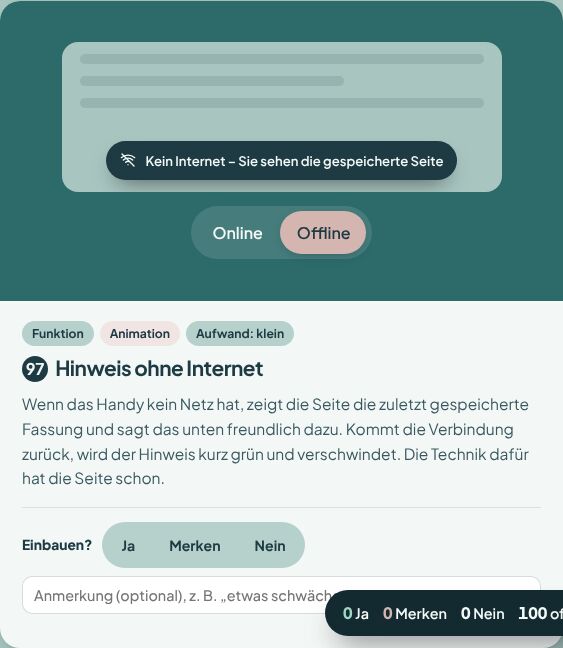 Kein Internet – Sie sehen die gespeicherte Seite
Online Offline
Funktion Animation Aufwand: klein
97 Hinweis ohne Internet
Wenn das Handy kein Netz hat, zeigt die Seite die zuletzt gespeicherte
Fassung und sagt das unten freundlich dazu. Kommt die Verbindung
zurück, wird der Hinweis kurz grün und verschwindet. Die Technik dafür
hat die Seite schon.
Einbauen? Ja Merken Nein
Anmerkung (optional), z. B. „etwas schwäch
0 Ja 0 Merken 0 Nein 100 of